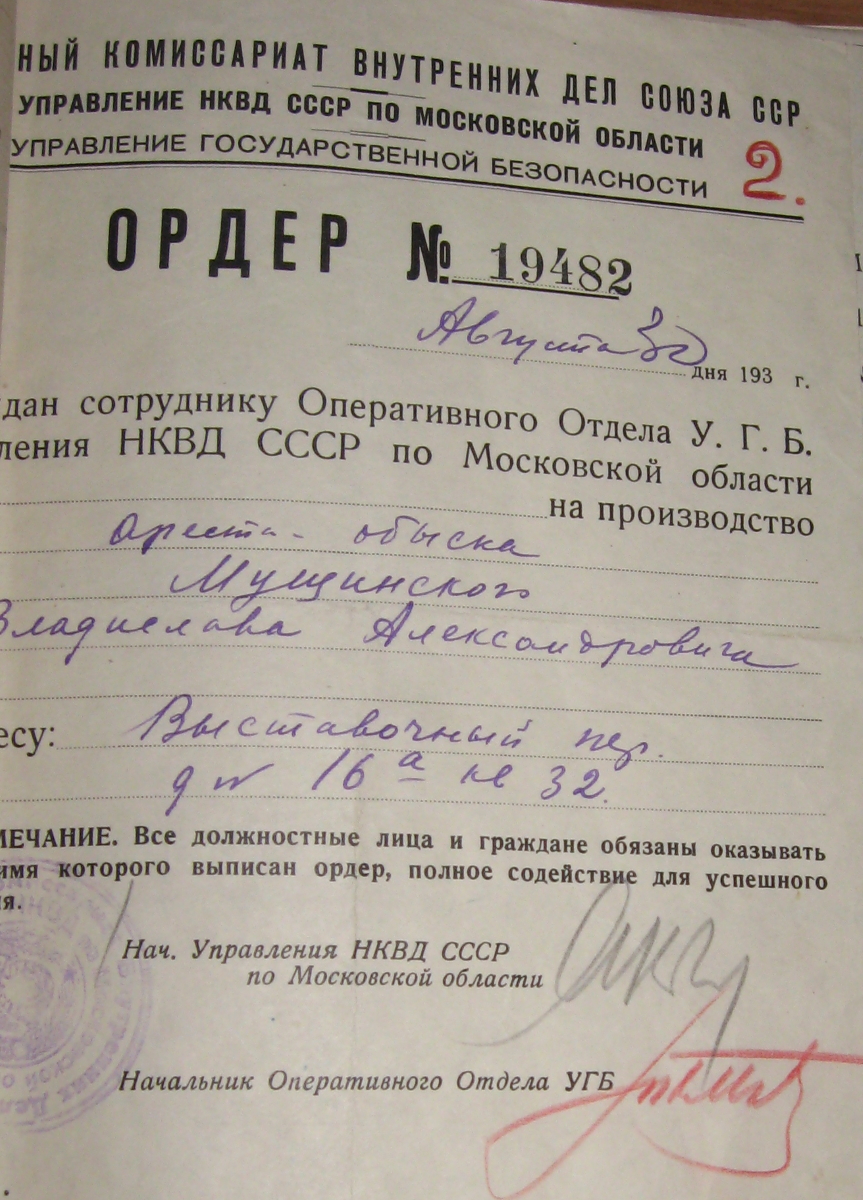 ный КОМИССАРИАТ ВНУТРЕННИХ ДЕЛ СОЮЗА ССР
УПРАВЛЕНИЕ НКВД СССР ПО МОСКОВСКОЙ ОБЛАСТИ
УПРАВЛЕНИЕ ГОСУДАРСТВЕННОЙ БЕЗОПАСНОСТИ
2.
ОРДЕР № 19482
Августа 30 дня 193 г.
дан сотруднику Оперативного Отдела У. Г. Б.
ления НКВД СССР по Московской области
на производство
Ареста - обыска
Мущинского
Владислава Александровича
есу: Выставочный пер.
д № 16а кв 32.
МЕЧАНИЕ. Все должностные лица и граждане обязаны оказывать
имя которого выписан ордер, полное содействие для успешного
я.
Нач. Управления НКВД СССР
по Московской области
Начальник Оперативного Отдела УГБ